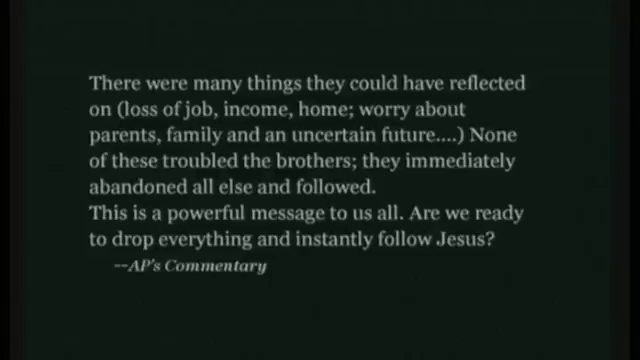 There were many things they could have reflected
on (loss of job, income, home; worry about
parents, family and an uncertain future....) None
of these troubled the brothers; they immediately
abandoned all else and followed.
This is a powerful message to us all. Are we ready
to drop everything and instantly follow Jesus?
--AP's Commentary